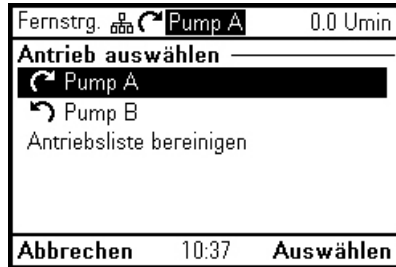 Fernstrg. Pump A 0.0 Umin
Antrieb auswählen
Pump A
Pump B
Antriebsliste bereinigen
Abbrechen 10:37 Auswählen